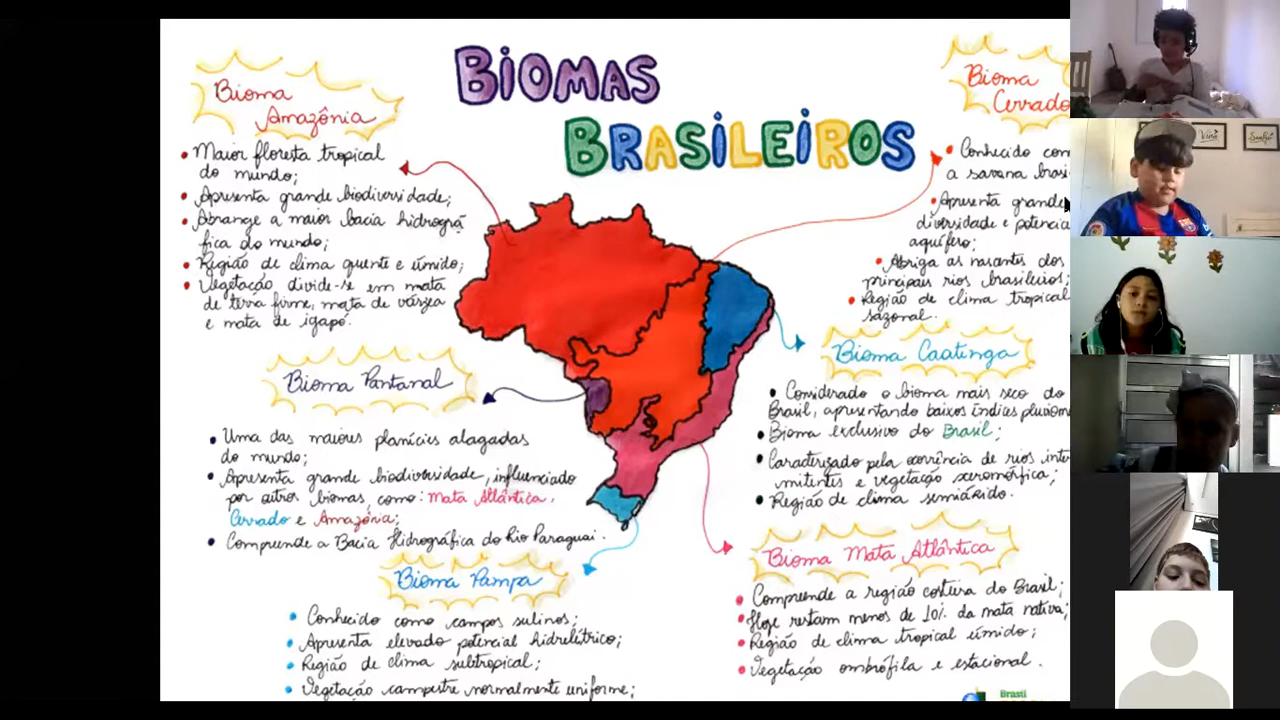 BIOMAS
BRASILEIROS
Bioma
Amazônia
Maior floresta tropical
do mundo;
Apresenta grande biodiversidade;
Abrange a maior bacia hidrográ
fica do mundo;
Região de clima quente e úmido;
Vegetação divide-se em mata
de terra firme, mata de várzea
e mata de igapó.
Bioma Pantanal
Uma das maiores planícies alagadas
do mundo;
Apresenta grande biodiversidade, influenciado
por outros biomas, como: Mata Atlântica,
Cerrado e Amazônia;
Compreende a Bacia Hidrográfica do Rio Paraguai.
Bioma Pampa
Conhecido como campos sulinos;
Apresenta elevado potencial hidrelétrico;
Região de clima subtropical;
Vegetação campestre normalmente uniforme;
Bioma
Cerrado
Conhecido com
a savana brasi
Apresenta grande
diversidade e potencia
aquífero;
Abriga as nascentes dos
principais rios brasileiros;
Região de clima tropical
sazonal.
Bioma Caatinga
Considerado o bioma mais seco do
Brasil, apresentando baixos índias pluviom
Bioma exclusivo do Brasil;
Caracterizado pela ocorrência de rios inter
mitentes e vegetação xeromórfica;
Região de clima semiárido.
Bioma Mata Atlântica
Compreende a região costeira do Brasil;
Hoje restam menos de 10% da mata nativa;
Região de clima tropical úmido;
Vegetação ombrófila e estacional.
Brasil